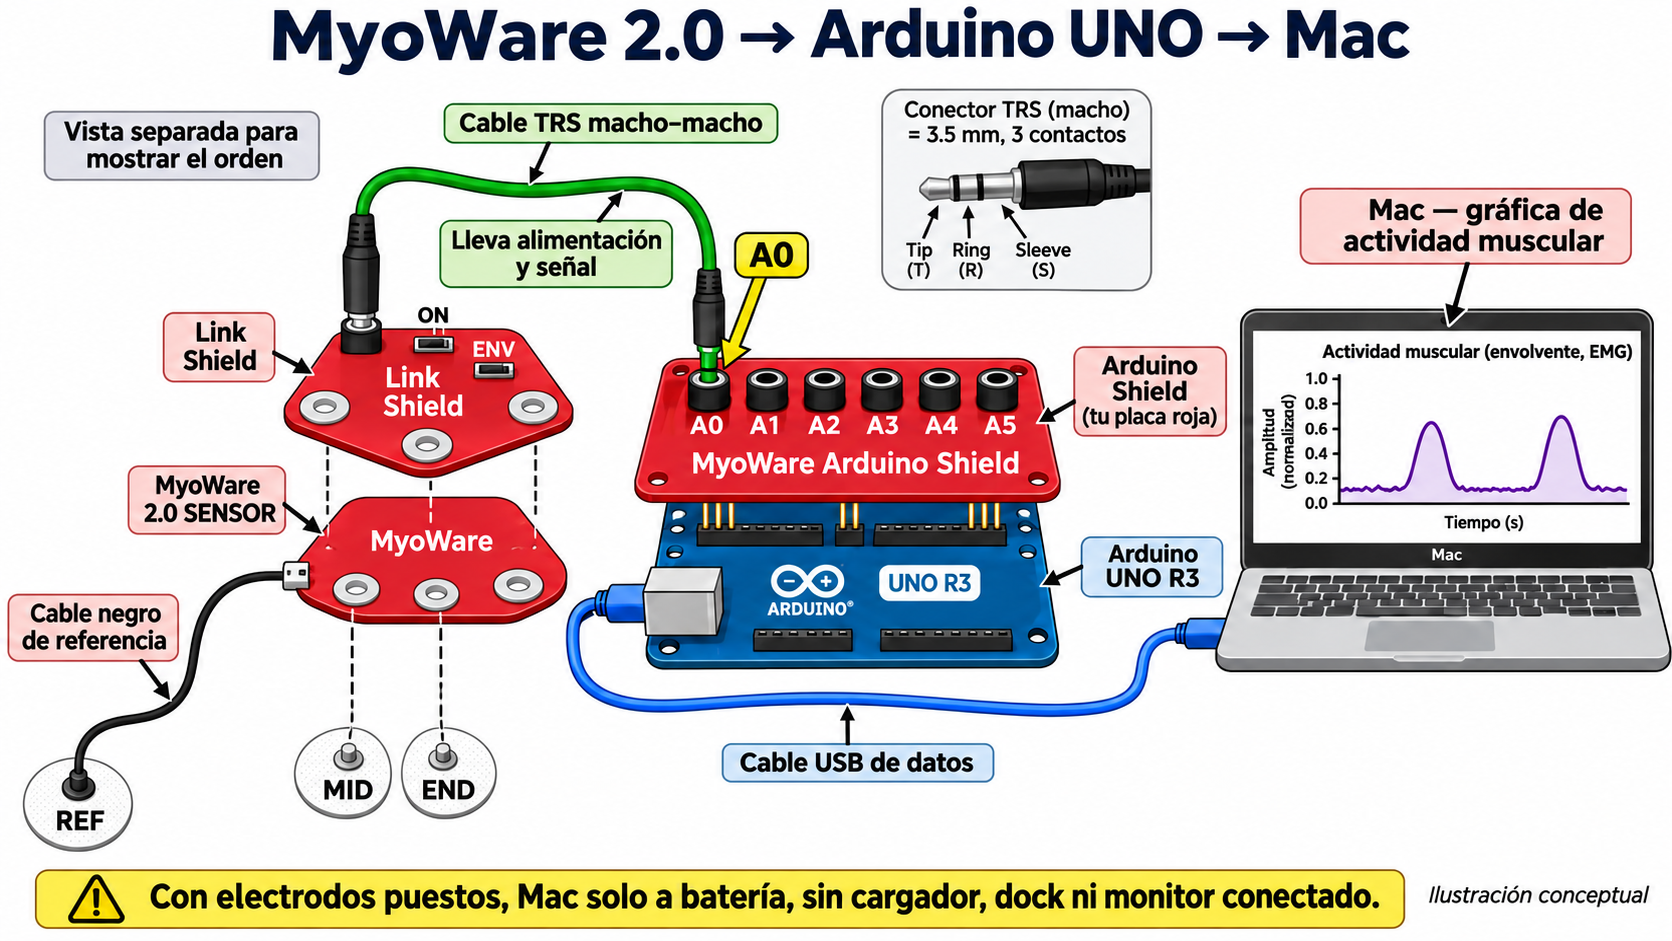 MyoWare 2.0 → Arduino UNO → Mac
Vista separada para
mostrar el orden
Cable TRS macho–macho
Lleva alimentación
y señal
A0
Conector TRS (macho)
= 3.5 mm, 3 contactos
Tip
(T)
Ring
(R)
Sleeve
(S)
Mac — gráfica de
actividad muscular
Link
Shield
ON
ENV
Link
Shield
MyoWare
2.0 SENSOR
MyoWare
Cable negro
de referencia
REF
MID
END
A0 A1 A2 A3 A4 A5
MyoWare Arduino Shield
Arduino
Shield
(tu placa roja)
ARDUINO®
UNO R3
Arduino
UNO R3
Cable USB de datos
Actividad muscular (envolvente, EMG)
Amplitud
(normalizad)
1.0
0.8
0.6
0.4
0.2
0.0
Tiempo (s)
Mac
Con electrodos puestos, Mac solo a batería, sin cargador, dock ni monitor conectado.
Ilustración conceptual